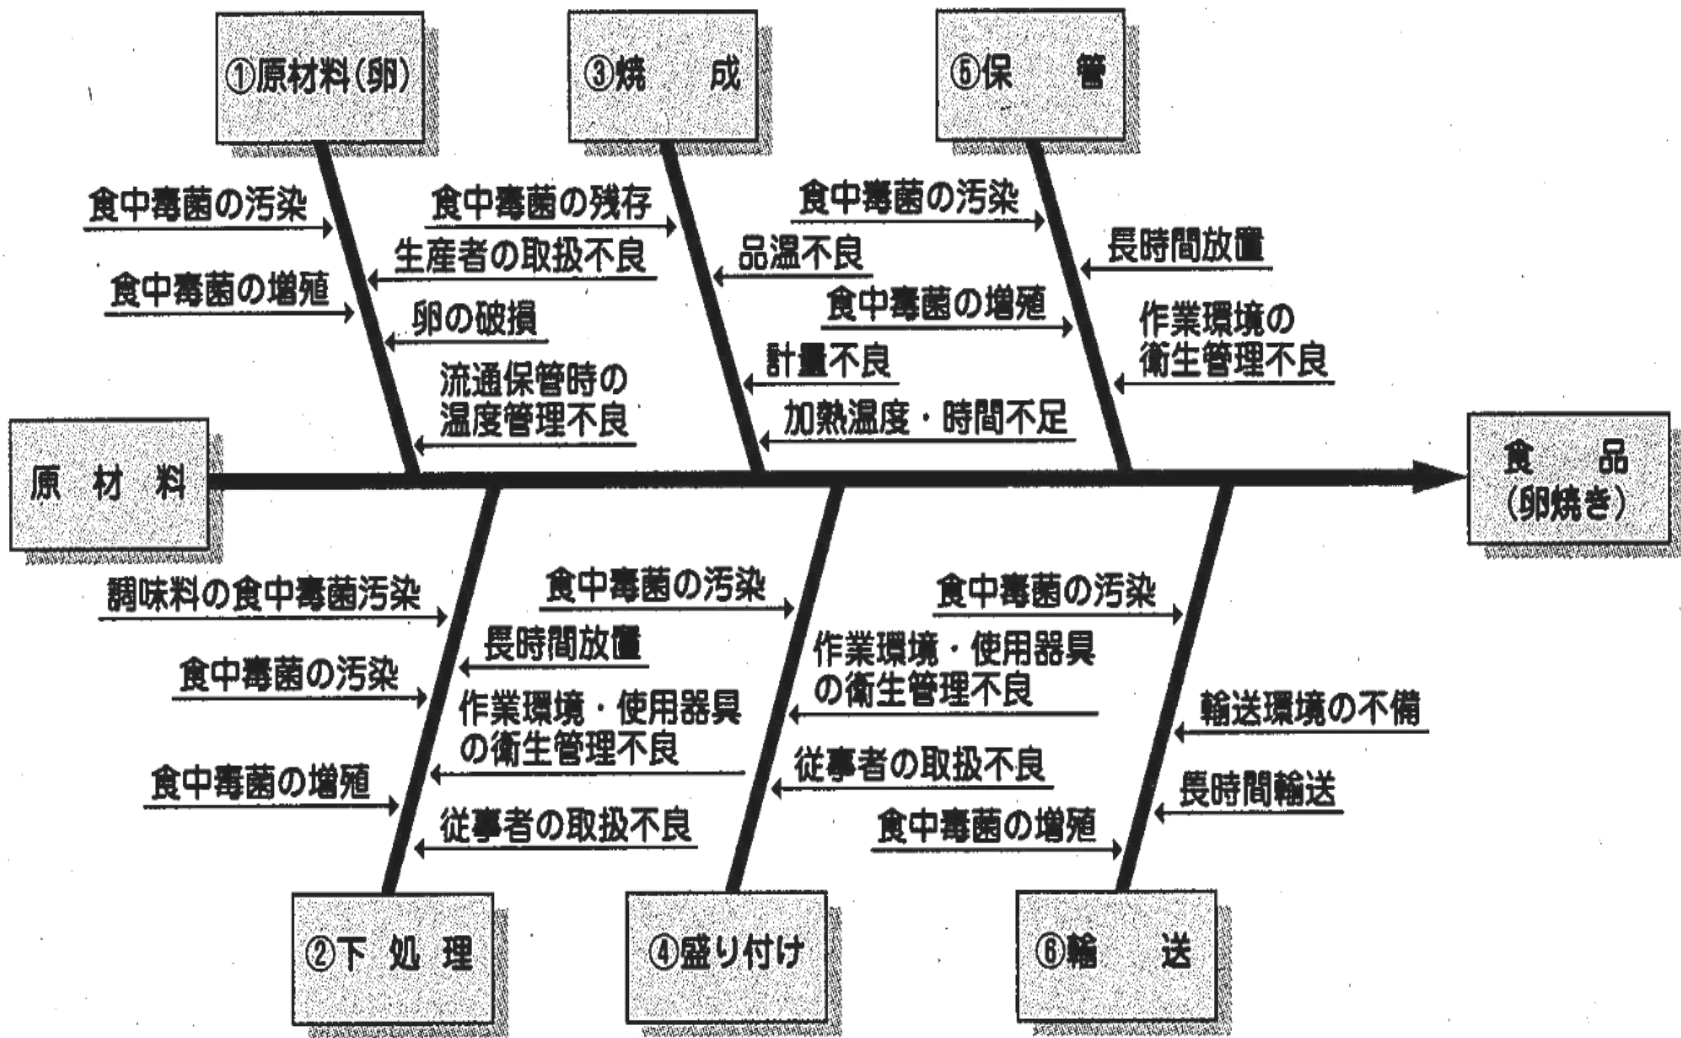 ①原材料(卵)
③焼　成
⑤保　管
食中毒菌の汚染
食中毒菌の増殖
生産者の取扱不良
卵の破損
流通保管時の
温度管理不良
食中毒菌の残存
品温不良
計量不良
加熱温度・時間不足
食中毒菌の汚染
食中毒菌の増殖
長時間放置
作業環境の
衛生管理不良
原　材　料
食　品
(卵焼き)
調味料の食中毒菌汚染
食中毒菌の汚染
食中毒菌の増殖
長時間放置
作業環境・使用器具
の衛生管理不良
従事者の取扱不良
食中毒菌の汚染
作業環境・使用器具
の衛生管理不良
従事者の取扱不良
食中毒菌の汚染
食中毒菌の増殖
輸送環境の不備
長時間輸送
②下　処　理
④盛り付け
⑥輸　送